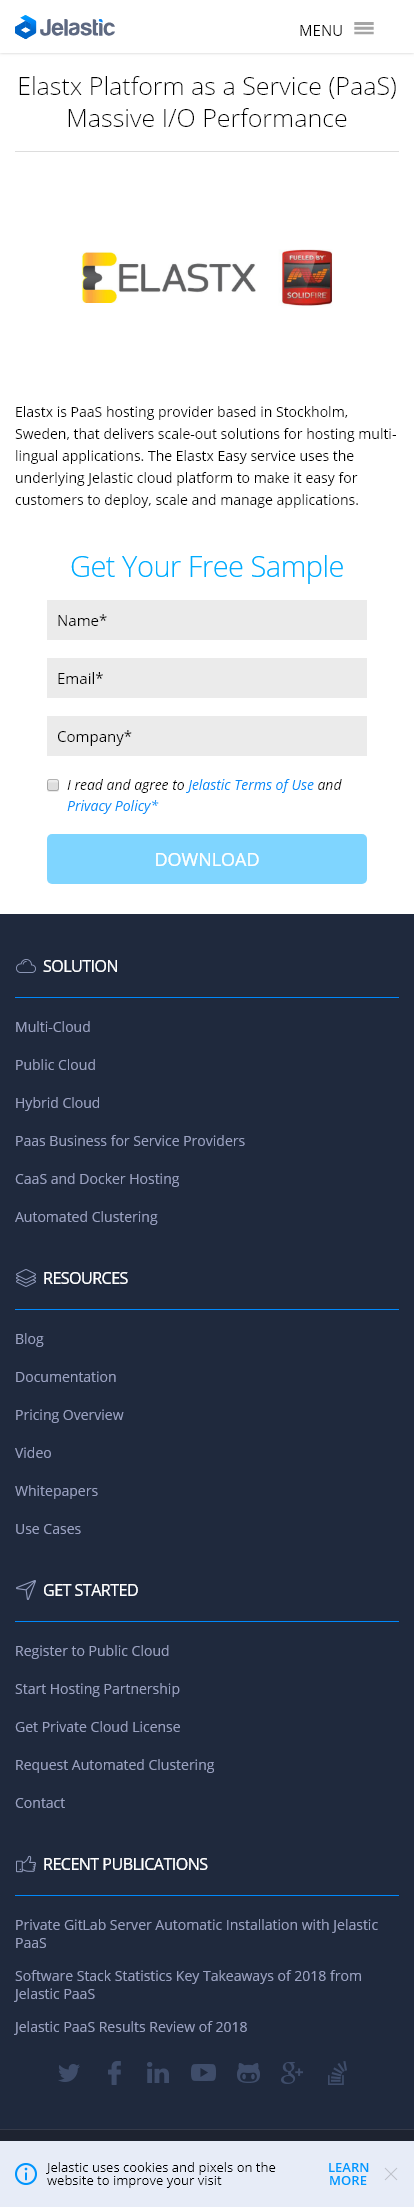 Jelastic
MENU
Elastx Platform as a Service (PaaS)
Massive I/O Performance
ELASTX
FUELED BY
SOLIDFIRE
Elastx is PaaS hosting provider based in Stockholm,
Sweden, that delivers scale-out solutions for hosting multi-
lingual applications. The Elastx Easy service uses the
underlying Jelastic cloud platform to make it easy for
customers to deploy, scale and manage applications.
Get Your Free Sample
Name*
Email*
Company*
I read and agree to Jelastic Terms of Use and
Privacy Policy*
DOWNLOAD
SOLUTION
Multi-Cloud
Public Cloud
Hybrid Cloud
Paas Business for Service Providers
CaaS and Docker Hosting
Automated Clustering
RESOURCES
Blog
Documentation
Pricing Overview
Video
Whitepapers
Use Cases
GET STARTED
Register to Public Cloud
Start Hosting Partnership
Get Private Cloud License
Request Automated Clustering
Contact
RECENT PUBLICATIONS
Private GitLab Server Automatic Installation with Jelastic
PaaS
Software Stack Statistics Key Takeaways of 2018 from
Jelastic PaaS
Jelastic PaaS Results Review of 2018
Jelastic uses cookies and pixels on the
website to improve your visit
LEARN
MORE